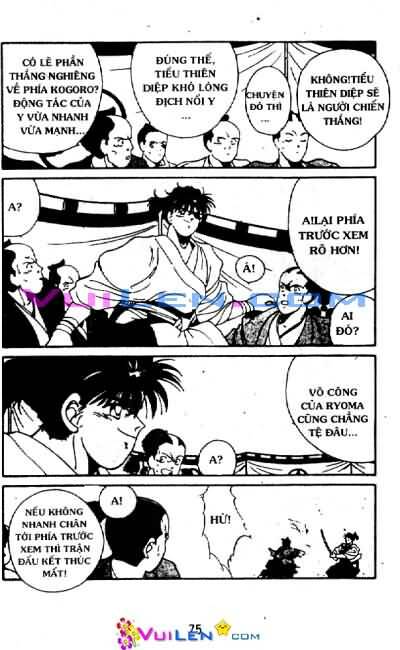 CÓ LẼ PHẦN
THẮNG NGHIÊNG
VỀ PHÍA KOGORO?
ĐỘNG TÁC CỦA
Y VỪA NHANH
VỪA MẠNH...
ĐÚNG THẾ,
TIỂU THIÊN
DIỆP KHÓ LÒNG
ĐỊCH NỔI Y
...
CHUYỆN
ĐÓ THÌ
...
KHÔNG!TIỂU
THIÊN DIỆP SẼ
LÀ NGƯỜI CHIẾN
THẮNG!
A?
A!LẠI PHÍA
TRƯỚC XEM
RÕ HƠN!
Á!
AI
ĐÓ?
VUILEN.COM
VÕ CÔNG
CỦA RYOMA
CŨNG CHẲNG
TỆ ĐÂU...
A?
NẾU KHÔNG
NHANH CHÂN
TỚI PHÍA TRƯỚC
XEM THÌ TRẬN
ĐẤU KẾT THÚC
MẤT!
A!
HỪ!
75
VUILEN.COM